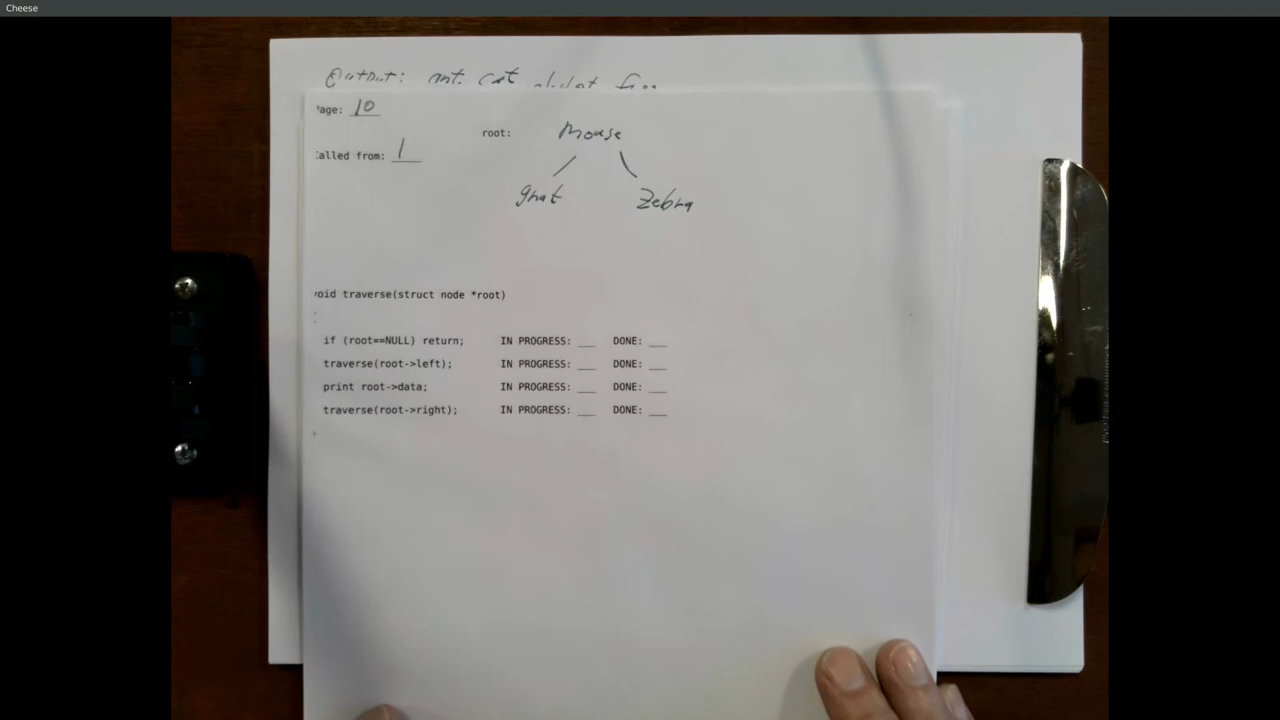 Cheese
Output: ant. cat
Page: 10
root: Mouse
Called from: 1
gnat Zebra
void traverse(struct node *root)
if (root==NULL) return; IN PROGRESS: ___ DONE: ___
traverse(root->left); IN PROGRESS: ___ DONE: ___
print root->data; IN PROGRESS: ___ DONE: ___
traverse(root->right); IN PROGRESS: ___ DONE: ___